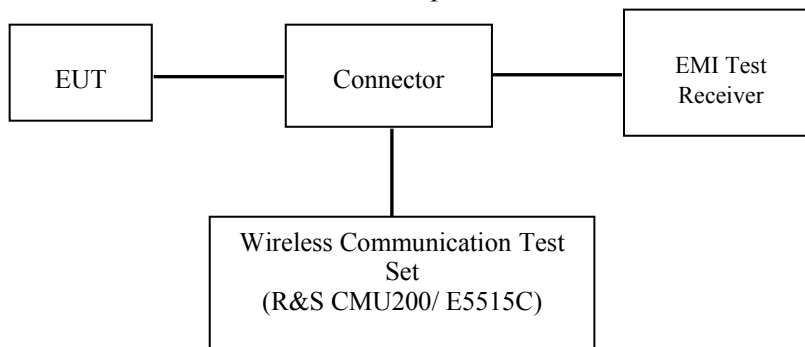 EUT
Connector
EMI Test
Receiver
Wireless Communication Test
Set
(R&S CMU200/ E5515C)